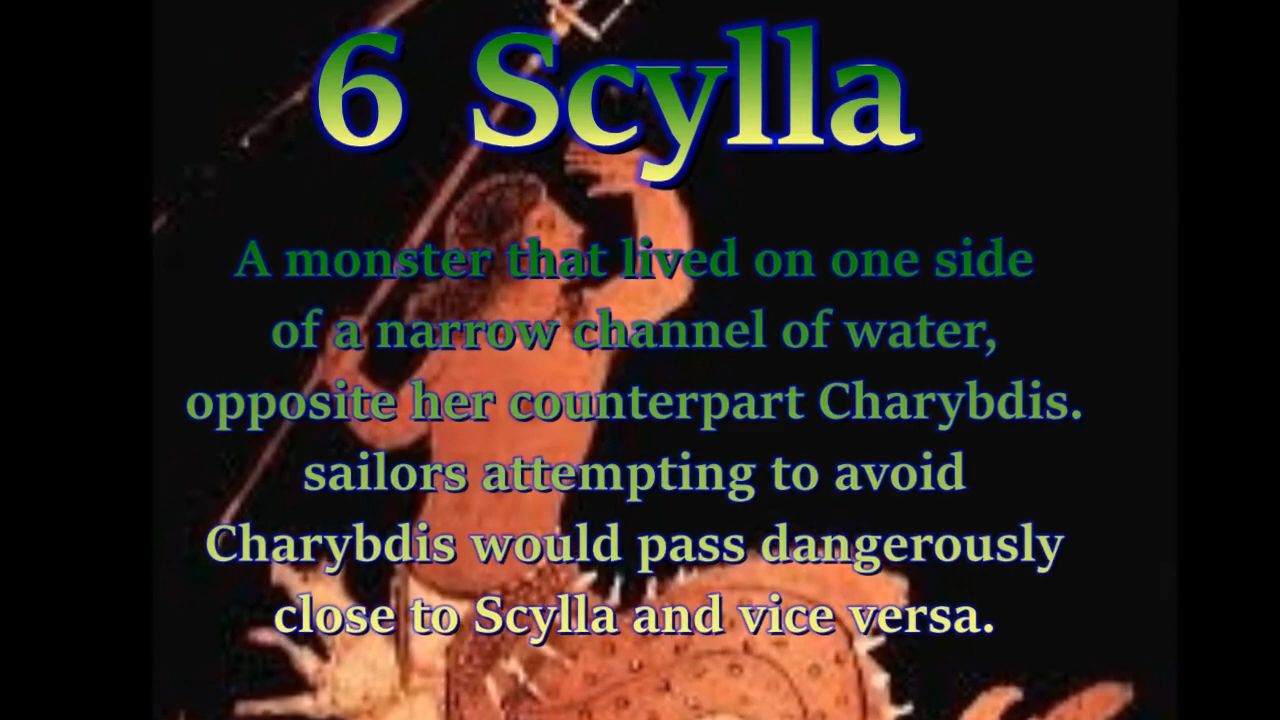 6 Scylla
A monster that lived on one side
of a narrow channel of water,
opposite her counterpart Charybdis.
sailors attempting to avoid
Charybdis would pass dangerously
close to Scylla and vice versa.